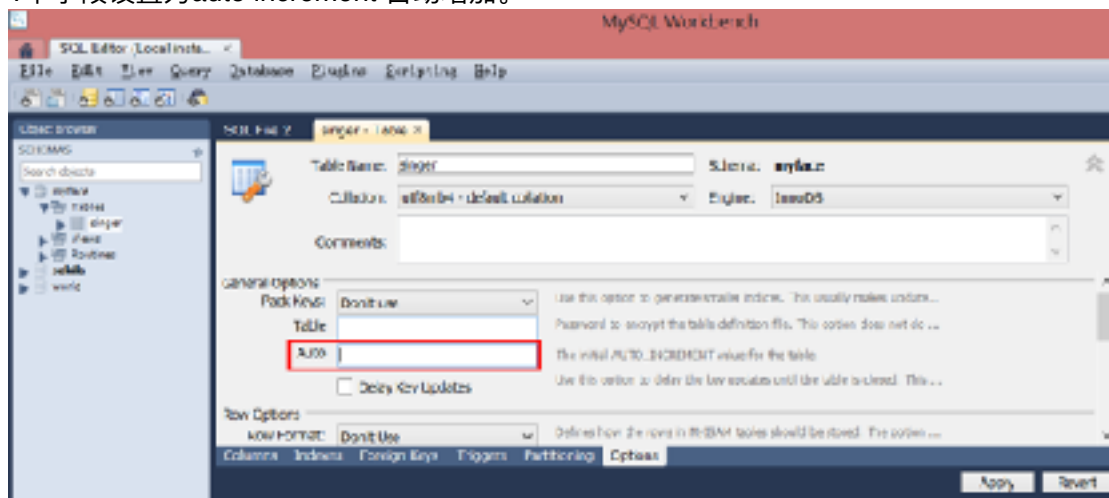 MySQL Workbench
SQL Editor (Local insta...
File Edit View Query Database Plugins Scripting Help
Object Browser
SQL File 2
singer - Table
SCHEMAS
Search objects
Tables
singer
Views
Routines
world
Table Name: singer
Schema:
Collation: utf8mb4 - default collation
Engine: InnoDB
Comments:
General Options
Pack Keys: Don't use
Use this option to generate smaller indices. This usually makes update...
Table
Password to encrypt the table definition file. This option does not do ...
Auto
The initial AUTO_INCREMENT value for the table
Delay Key Updates
Use this option to delay the key updates until the table is closed. This ...
Row Options
Row Format: Don't Use
Defines how the rows in MyISAM tables should be stored. The option ...
Columns Indexes Foreign Keys Triggers Partitioning Options
Apply Revert